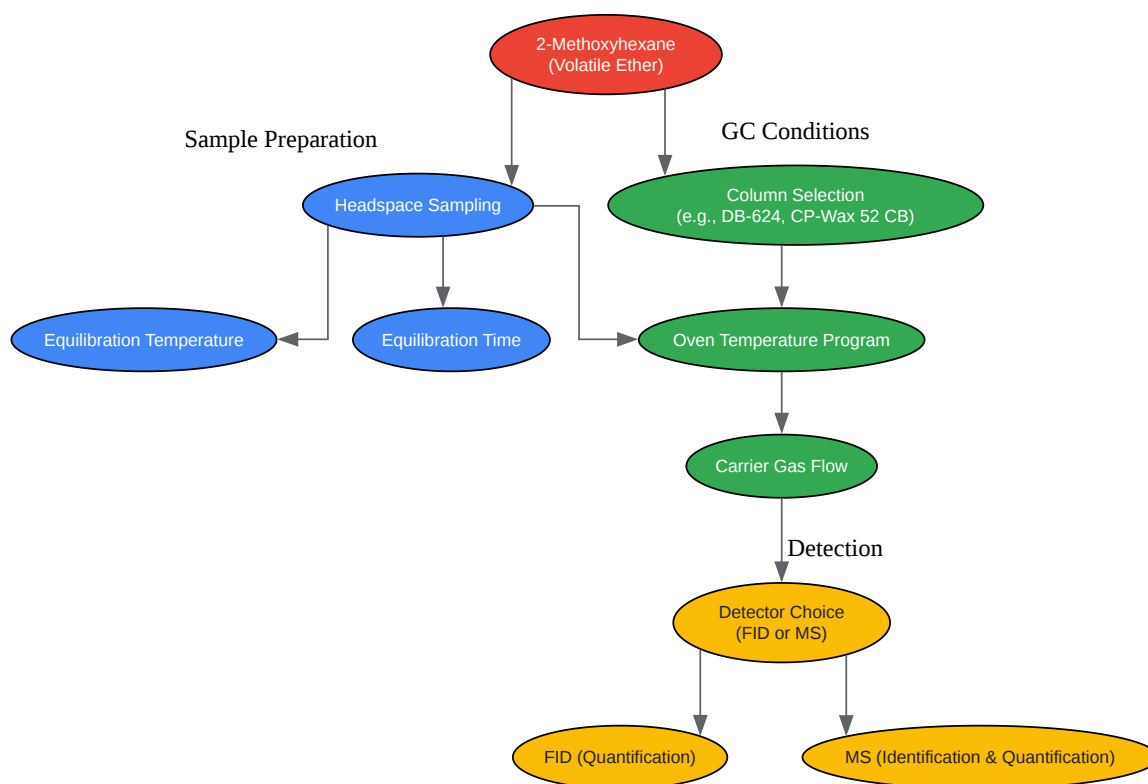 2-Methoxyhexane
(Volatile Ether)
Sample Preparation
GC Conditions
Headspace Sampling
Column Selection
(e.g., DB-624, CP-Wax 52 CB)
Equilibration Temperature
Equilibration Time
Oven Temperature Program
Carrier Gas Flow
Detection
Detector Choice
(FID or MS)
FID (Quantification)
MS (Identification & Quantification)